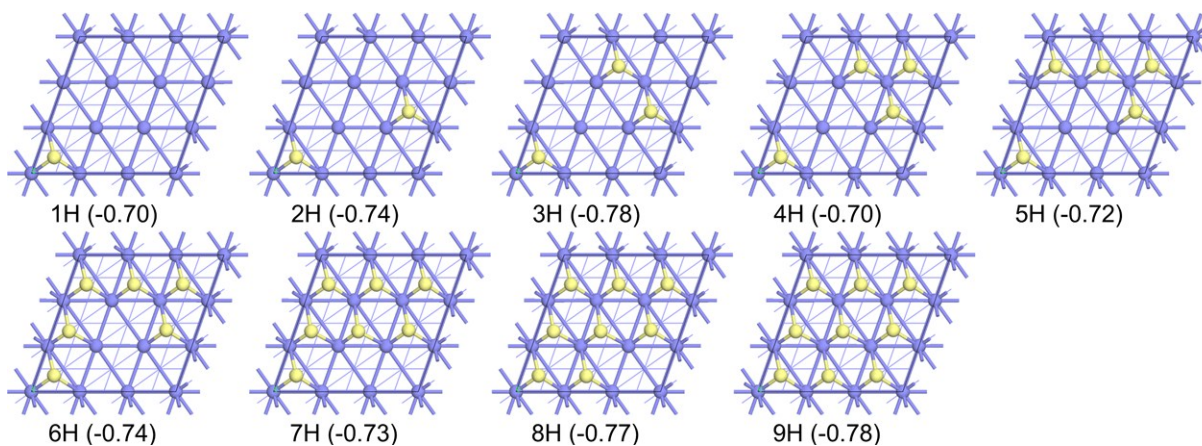 1H (-0.70) 2H (-0.74) 3H (-0.78) 4H (-0.70) 5H (-0.72)
6H (-0.74) 7H (-0.73) 8H (-0.77) 9H (-0.78)